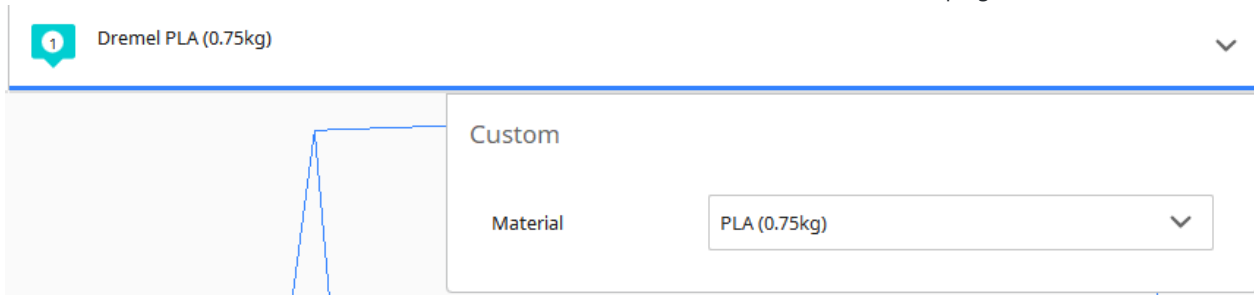 1
Dremel PLA (0.75kg)
Custom
Material
PLA (0.75kg)